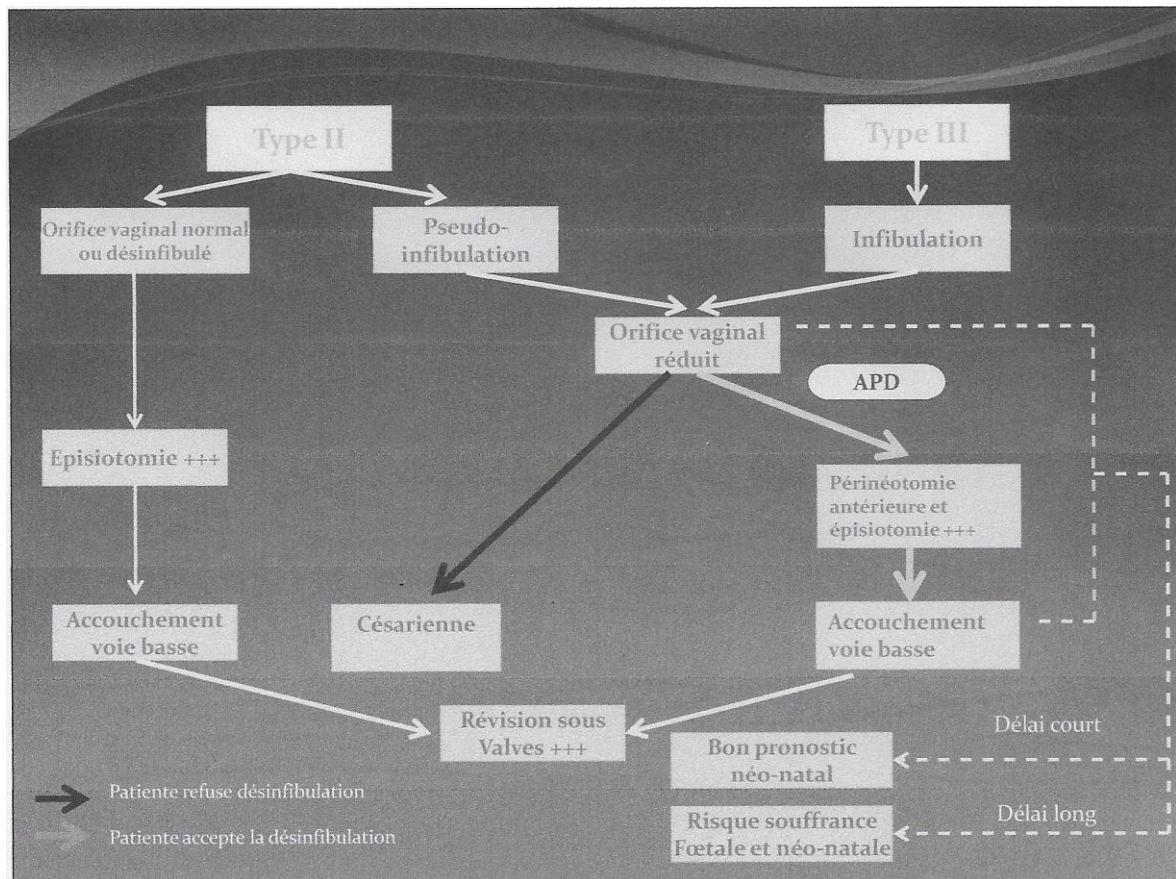 Type II
Type III
Orifice vaginal normal
ou désinfibulé
Pseudo-
infibulation
Infibulation
Orifice vaginal
réduit
APD
Episiotomie +++
Périnéotomie
antérieure et
épisiotomie +++
Accouchement
voie basse
Césarienne
Accouchement
voie basse
Révision sous
Valves +++
Bon pronostic
néo-natal
Délai court
Risque souffrance
Fœtale et néo-natale
Délai long
Patiente refuse désinfibulation
Patiente accepte la désinfibulation